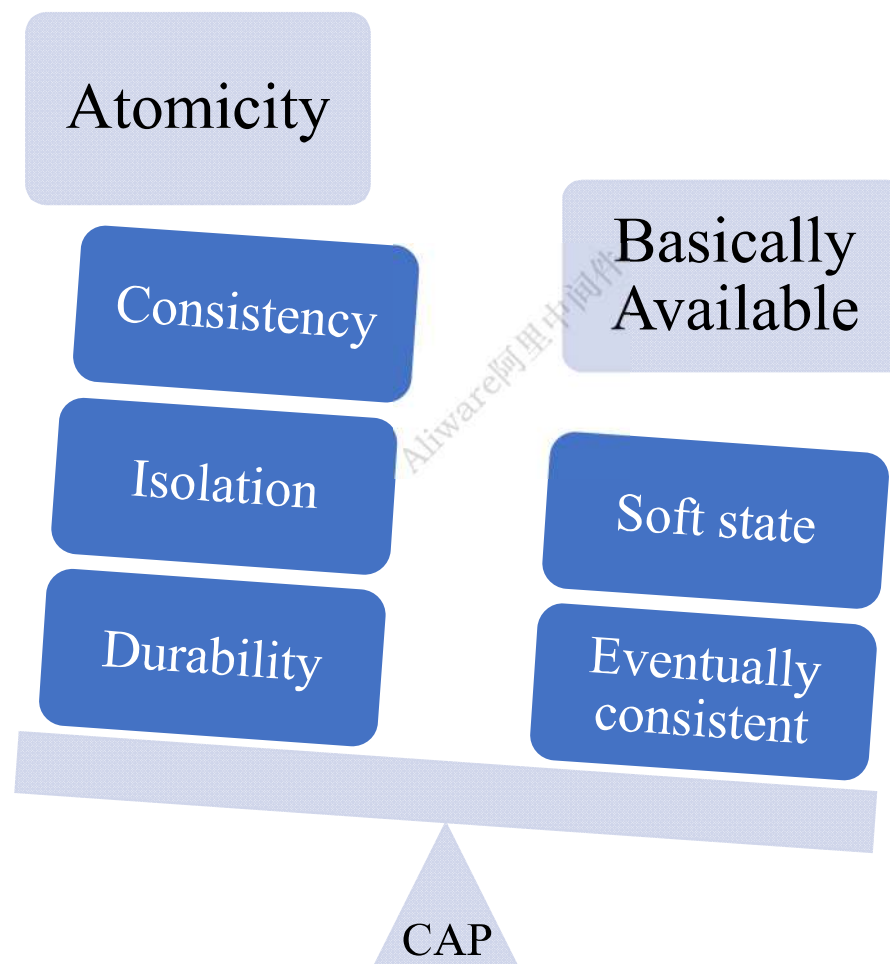 Atomicity
Consistency
Isolation
Durability
Basically
Available
Soft state
Eventually
consistent
CAP
Aliware阿里中间件